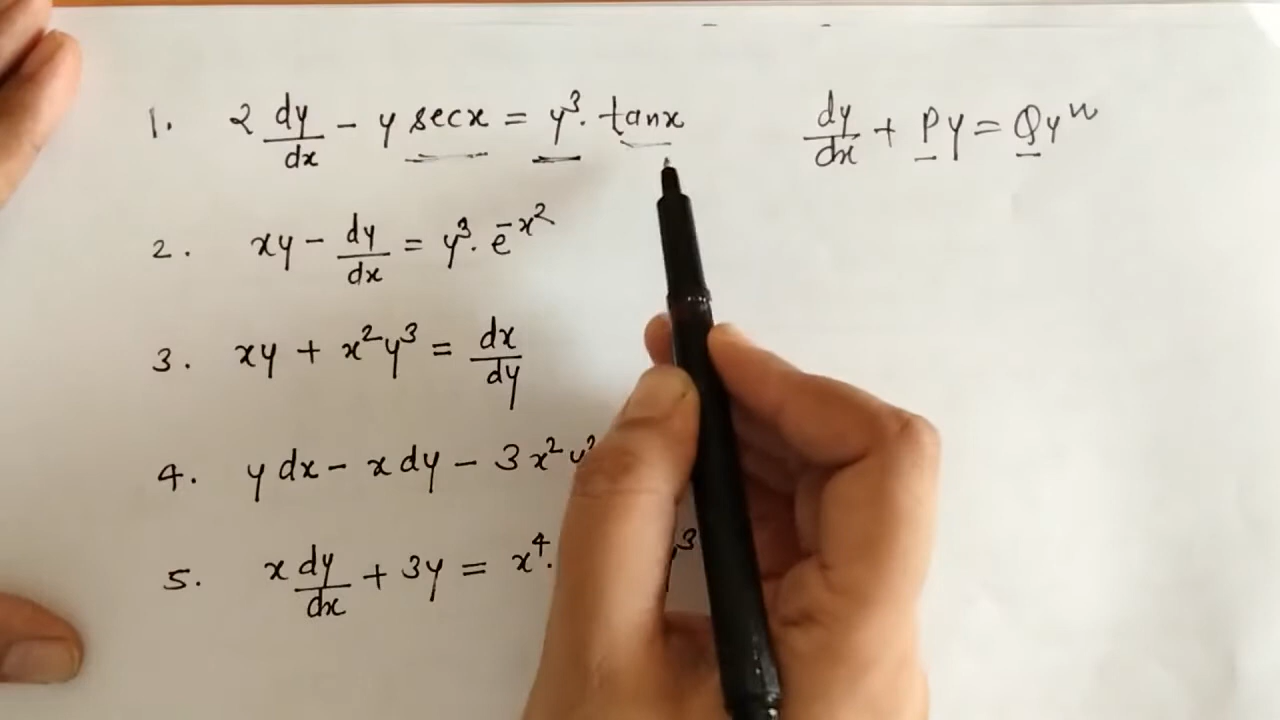 1. 2 dy/dx - y secx = y³. tanx
dy/dx + Py = Qyⁿ
2. xy - dy/dx = y³. e^-x²
3. xy + x²y³ = dx/dy
4. y dx - x dy - 3x²
5. x dy/dx + 3y = x⁴.